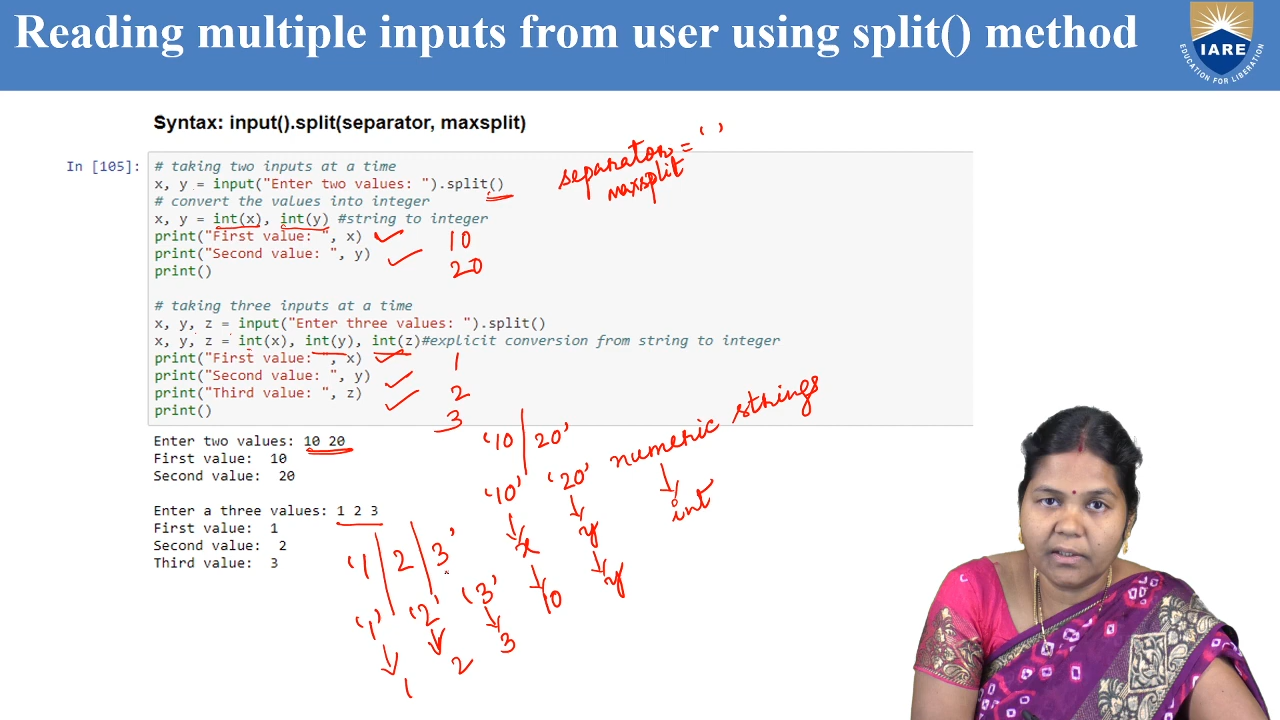 Reading multiple inputs from user using split() method
IARE
EDUCATION FOR LIBERATION
Syntax: input().split(separator, maxsplit)
separator = ' '
maxsplit
In [105]:
# taking two inputs at a time
x, y = input("Enter two values: ").split()
# convert the values into integer
x, y = int(x), int(y) #string to integer
print("First value: ", x)
10
print("Second value: ", y)
20
print()
# taking three inputs at a time
x, y, z = input("Enter three values: ").split()
x, y, z = int(x), int(y), int(z)#explicit conversion from string to integer
print("First value: ", x)
1
print("Second value: ", y)
2
print("Third value: ", z)
3
print()
Enter two values: 10 20
First value:  10
Second value:  20
Enter a three values: 1 2 3
First value:  1
Second value:  2
Third value:  3
'10 20'
numeric strings
'10' '20'
int
x y
10 y
'1 2 3'
'1' '2' '3'
1 2 3